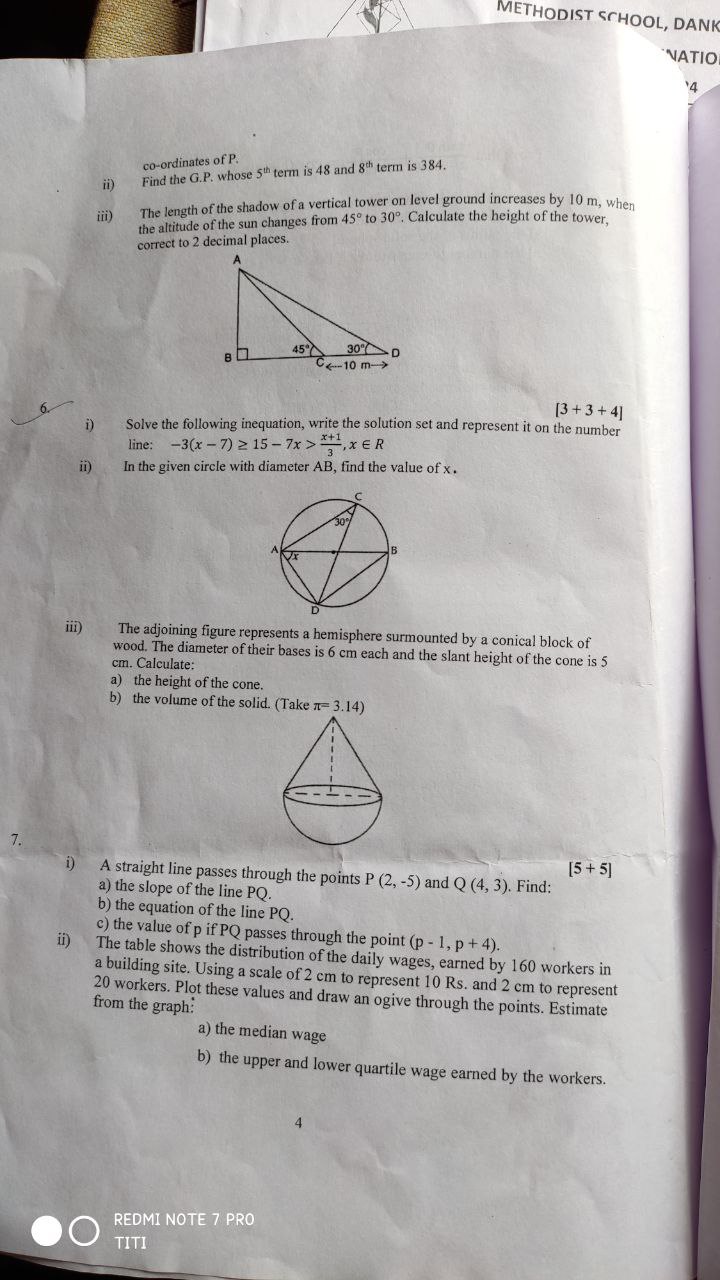 METHODIST SCHOOL, DANK
NATIO
co-ordinates of P.
ii) Find the G.P. whose 5th term is 48 and 8th term is 384.
iii) The length of the shadow of a vertical tower on level ground increases by 10 m, when
the altitude of the sun changes from 45° to 30°. Calculate the height of the tower,
correct to 2 decimal places.
A
45° 30°
B C D
<--10 m-->
[3 + 3 + 4]
6.
i) Solve the following inequation, write the solution set and represent it on the number
line: −3(x − 7) ≥ 15 − 7x > (x+1)/3, x ∈ R
ii) In the given circle with diameter AB, find the value of x.
C
30°
A x B
D
iii) The adjoining figure represents a hemisphere surmounted by a conical block of
wood. The diameter of their bases is 6 cm each and the slant height of the cone is 5
cm. Calculate:
a) the height of the cone.
b) the volume of the solid. (Take π= 3.14)
7.
[5 + 5]
i) A straight line passes through the points P (2, -5) and Q (4, 3). Find:
a) the slope of the line PQ.
b) the equation of the line PQ.
c) the value of p if PQ passes through the point (p - 1, p + 4).
ii) The table shows the distribution of the daily wages, earned by 160 workers in
a building site. Using a scale of 2 cm to represent 10 Rs. and 2 cm to represent
20 workers. Plot these values and draw an ogive through the points. Estimate
from the graph:
a) the median wage
b) the upper and lower quartile wage earned by the workers.
4
REDMI NOTE 7 PRO
TITI